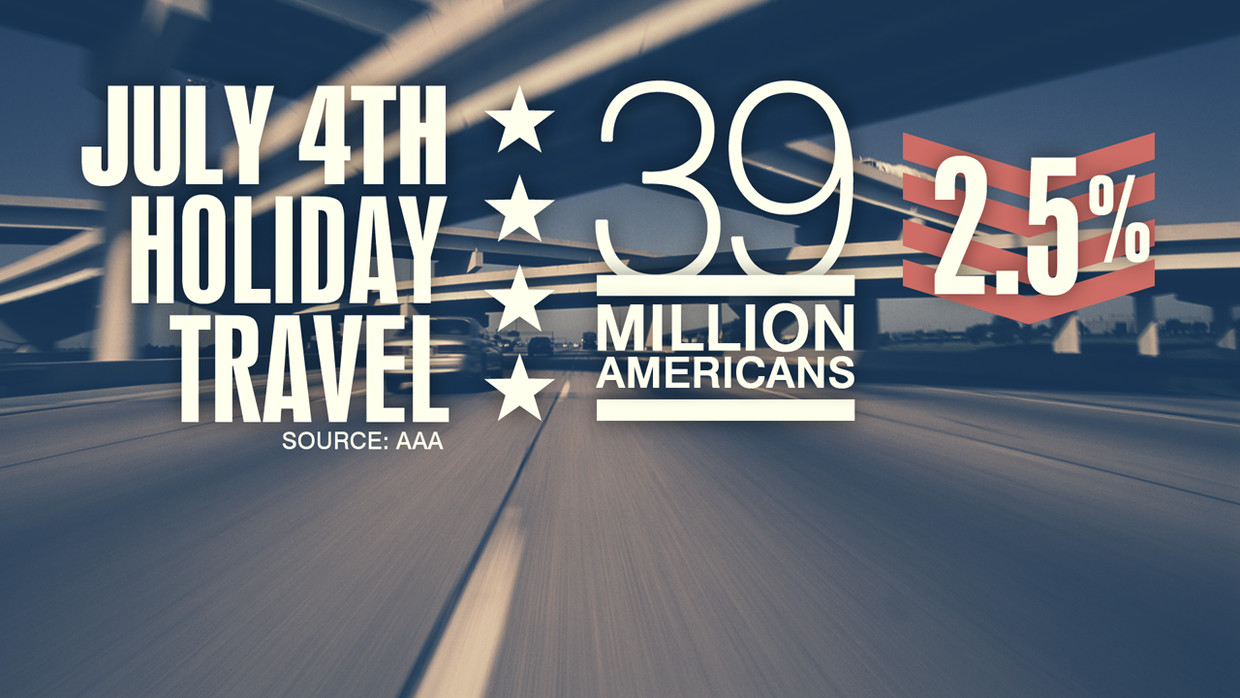 JULY 4TH
HOLIDAY
TRAVEL
SOURCE: AAA
39
MILLION
AMERICANS
2.5%